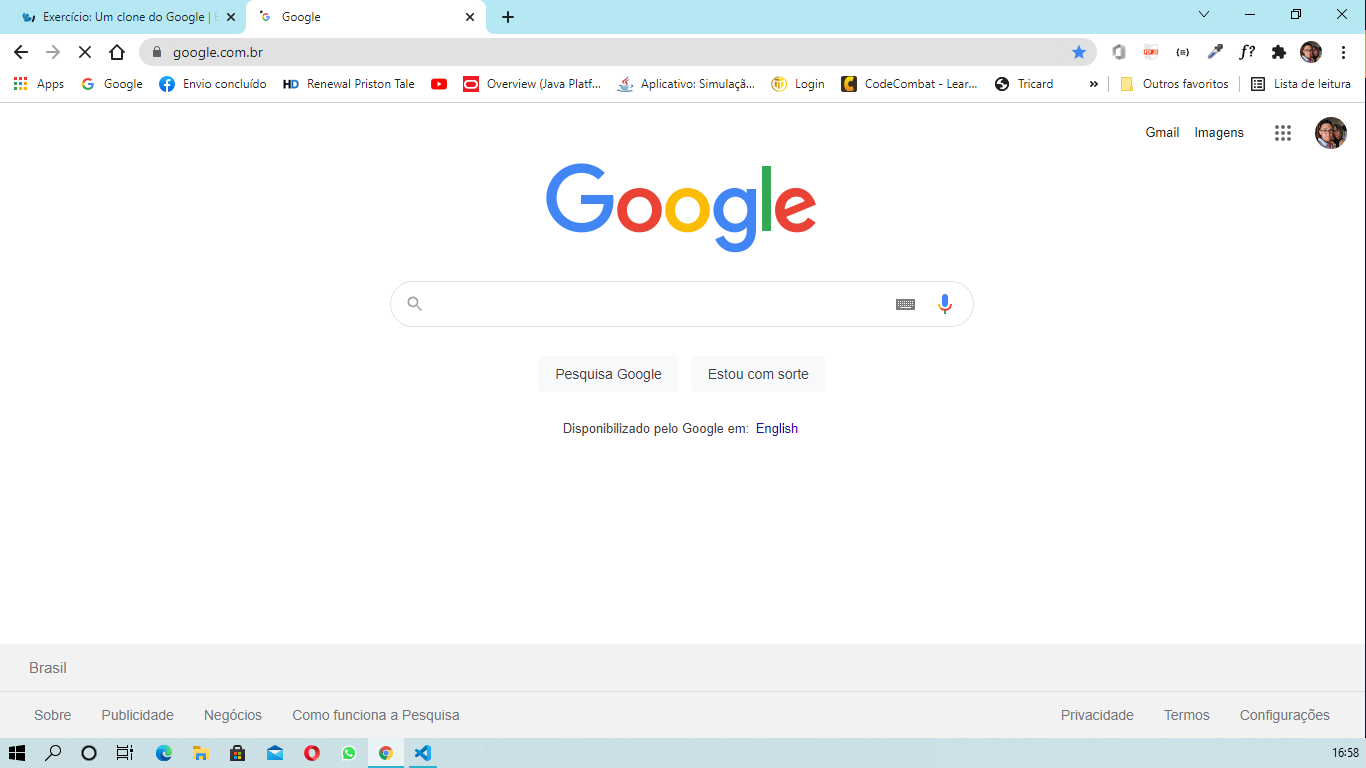 Exercício: Um clone do Google |
Google
google.com.br
Apps Google Envio concluído Renewal Priston Tale Overview (Java Platf... Aplicativo: Simulaçã... Login CodeCombat - Lear... Tricard » Outros favoritos Lista de leitura
Gmail Imagens
Google
Pesquisa Google Estou com sorte
Disponibilizado pelo Google em: English
Brasil
Sobre Publicidade Negócios Como funciona a Pesquisa Privacidade Termos Configurações
16:58